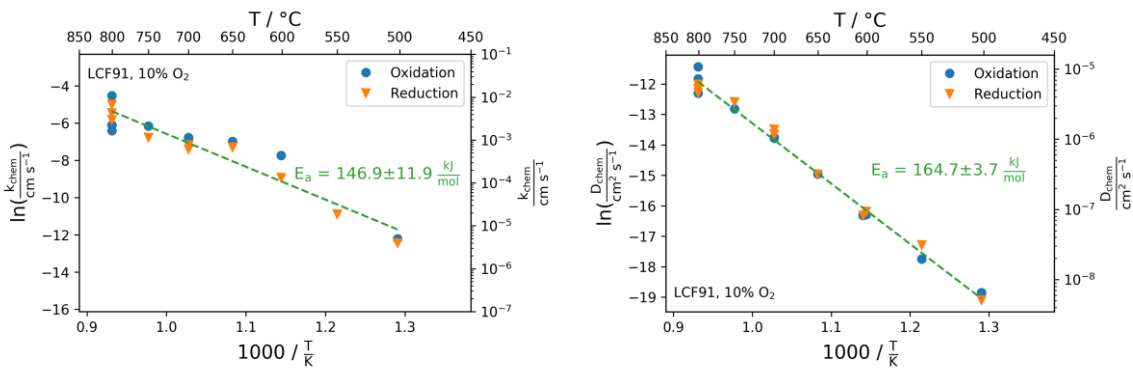 T / °C
850 800 750 700 650 600 550 500 450
LCF91, 10% O₂
Oxidation
Reduction
Eₐ = 146.9±11.9 kJ/mol
ln(k_chem/cm s⁻¹)
−4
−6
−8
−10
−12
−14
−16
k_chem/cm s⁻¹
10⁻¹
10⁻²
10⁻³
10⁻⁴
10⁻⁵
10⁻⁶
10⁻⁷
0.9 1.0 1.1 1.2 1.3
1000 / T/K
T / °C
850 800 750 700 650 600 550 500 450
Oxidation
Reduction
Eₐ = 164.7±3.7 kJ/mol
LCF91, 10% O₂
ln(D_chem/cm² s⁻¹)
−12
−13
−14
−15
−16
−17
−18
−19
D_chem/cm² s⁻¹
10⁻⁵
10⁻⁶
10⁻⁷
10⁻⁸
0.9 1.0 1.1 1.2 1.3
1000 / T/K